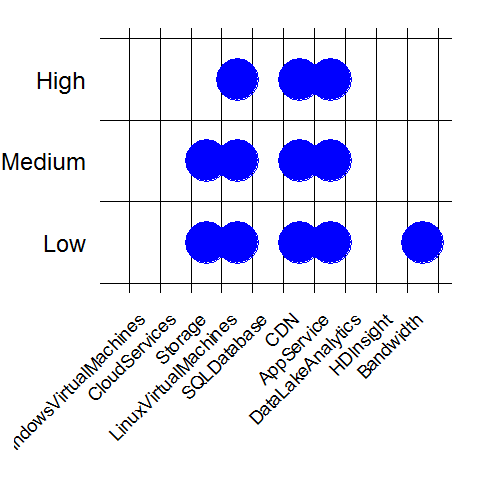 High
Medium
Low
ndowsVirtualMachines
CloudServices
Storage
LinuxVirtualMachines
SQLDatabase
CDN
AppService
DataLakeAnalytics
HDInsight
Bandwidth